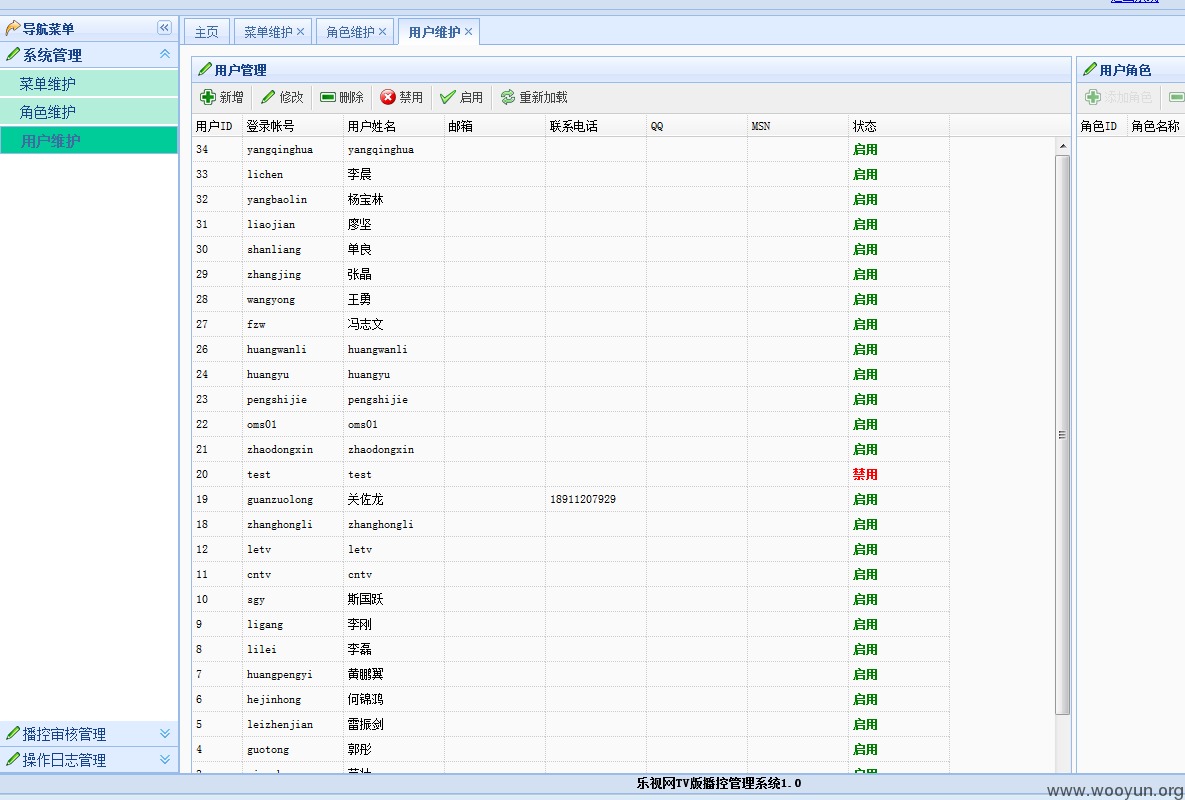 导航菜单
系统管理
菜单维护
角色维护
用户维护
播控审核管理
操作日志管理
主页 菜单维护 角色维护 用户维护
用户管理
新增 修改 删除 禁用 启用 重新加载
用户ID 登录帐号 用户姓名 邮箱 联系电话 QQ MSN 状态
34 yangqinghua yangqinghua 启用
33 lichen 李晨 启用
32 yangbaolin 杨宝林 启用
31 liaojian 廖坚 启用
30 shanliang 单良 启用
29 zhangjing 张晶 启用
28 wangyong 王勇 启用
27 fzw 冯志文 启用
26 huangwanli huangwanli 启用
24 huangyu huangyu 启用
23 pengshijie pengshijie 启用
22 oms01 oms01 启用
21 zhaodongxin zhaodongxin 启用
20 test test 禁用
19 guanzuolong 关佐龙 18911207929 启用
18 zhanghongli zhanghongli 启用
12 letv letv 启用
11 cntv cntv 启用
10 sgy 斯国跃 启用
9 ligang 李刚 启用
8 lilei 李磊 启用
7 huangpengyi 黄鹏翼 启用
6 hejinhong 何锦鸿 启用
5 leizhenjian 雷振剑 启用
4 guotong 郭彤 启用
用户角色
添加角色
角色ID 角色名称
乐视网TV版播控管理系统1.0
www.wooyun.org